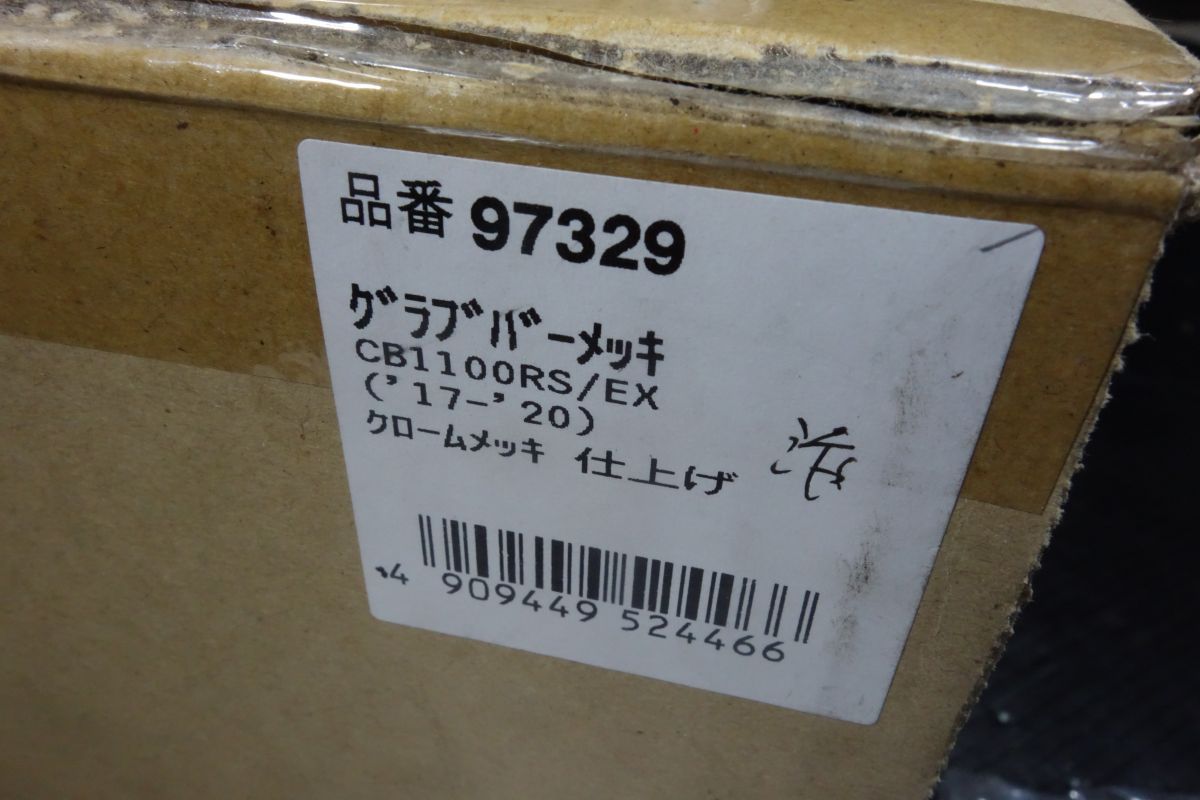 品番 97329
ｸﾞﾗﾌﾞﾊﾞｰﾒｯｷ
CB1100RS/EX
('17-'20)
ｸﾛｰﾑﾒｯｷ 仕上げ
4 909449 524466